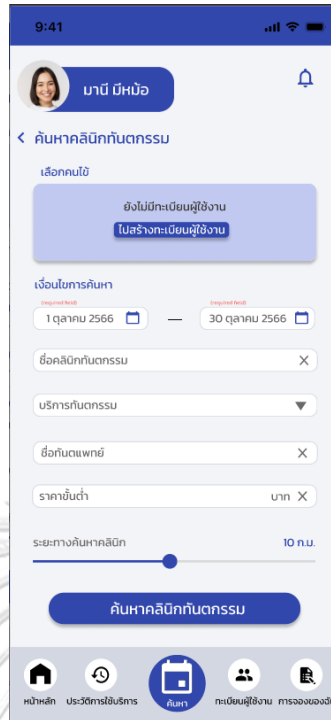 9:41
มานี มีหม้อ
ค้นหาคลินิกทันตกรรม
เลือกคนไข้
ยังไม่มีทะเบียนผู้ใช้งาน
ไปสร้างทะเบียนผู้ใช้งาน
เงื่อนไขการค้นหา
(required field) (required field)
1 ตุลาคม 2566 — 30 ตุลาคม 2566
ชื่อคลินิกทันตกรรม
บริการทันตกรรม
ชื่อทันตแพทย์
ราคาขั้นต่ำ บาท
ระยะทางค้นหาคลินิก 10 ก.ม.
ค้นหาคลินิกทันตกรรม
หน้าหลัก ประวัติการใช้บริการ ค้นหา ทะเบียนผู้ใช้งาน การจองของฉัน